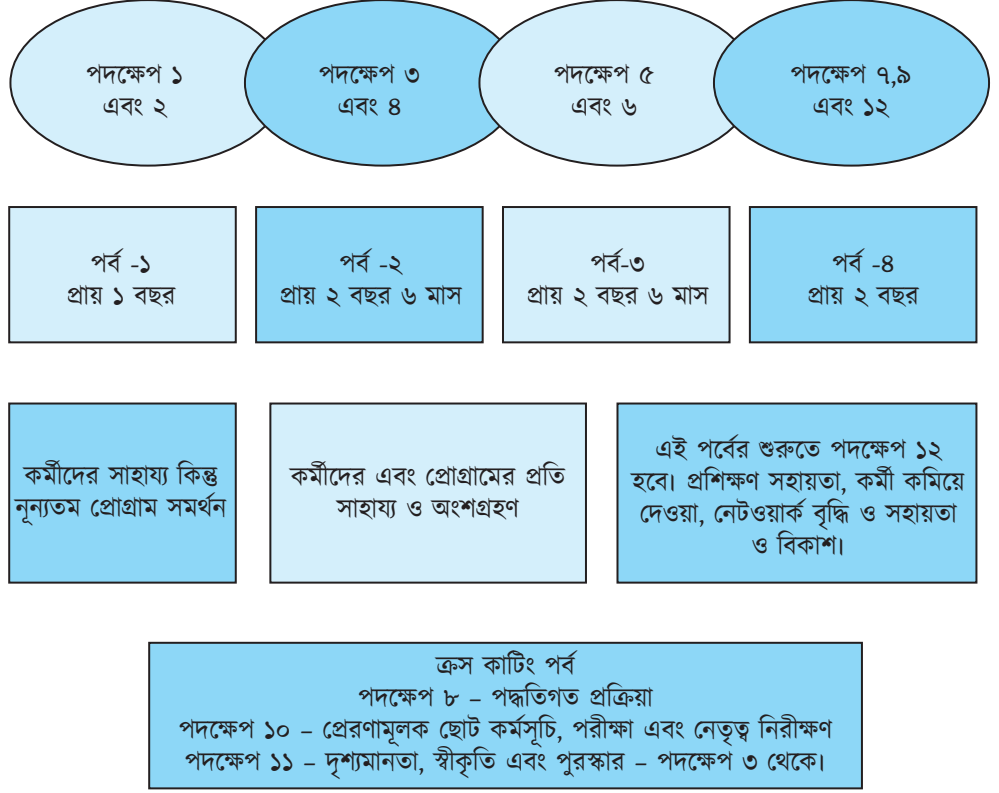 পদক্ষেপ ১
এবং ২
পদক্ষেপ ৩
এবং ৪
পদক্ষেপ ৫
এবং ৬
পদক্ষেপ ৭,৯
এবং ১২
পর্ব -১
প্রায় ১ বছর
পর্ব -২
প্রায় ২ বছর ৬ মাস
পর্ব-৩
প্রায় ২ বছর ৬ মাস
পর্ব -৪
প্রায় ২ বছর
কর্মীদের সাহায্য কিন্তু
নূন্যতম প্রোগ্রাম সমর্থন
কর্মীদের এবং প্রোগ্রামের প্রতি
সাহায্য ও অংশগ্রহণ
এই পর্বের শুরুতে পদক্ষেপ ১২
হবে। প্রশিক্ষণ সহায়তা, কর্মী কমিয়ে
দেওয়া, নেটওয়ার্ক বৃদ্ধি ও সহায়তা
ও বিকাশ।
ক্রস কাটিং পর্ব
পদক্ষেপ ৮ – পদ্ধতিগত প্রক্রিয়া
পদক্ষেপ ১০ – প্রেরণামূলক ছোট কর্মসূচি, পরীক্ষা এবং নেতৃত্ব নিরীক্ষণ
পদক্ষেপ ১১ – দৃশ্যমানতা, স্বীকৃতি এবং পুরস্কার – পদক্ষেপ ৩ থেকে।